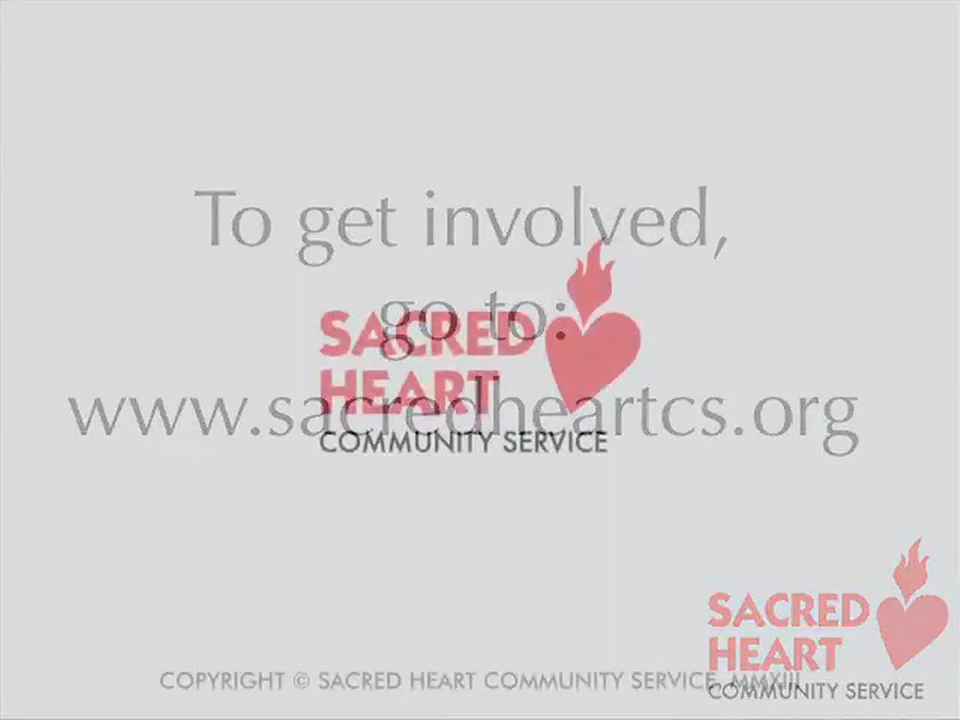 To get involved,
go to:
www.sacredheartcs.org
SACRED
HEART
COMMUNITY SERVICE
SACRED
HEART
COMMUNITY SERVICE
COPYRIGHT © SACRED HEART COMMUNITY SERVICE, MMXIII